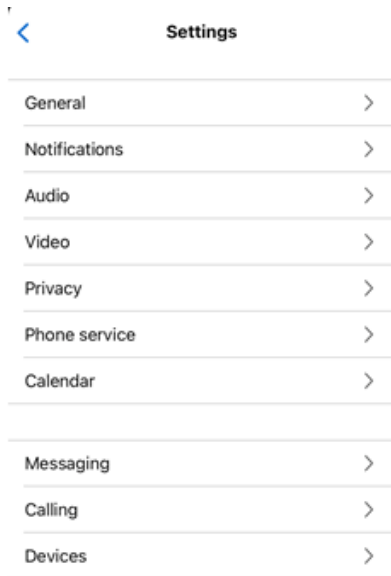 Settings
General
Notifications
Audio
Video
Privacy
Phone service
Calendar
Messaging
Calling
Devices